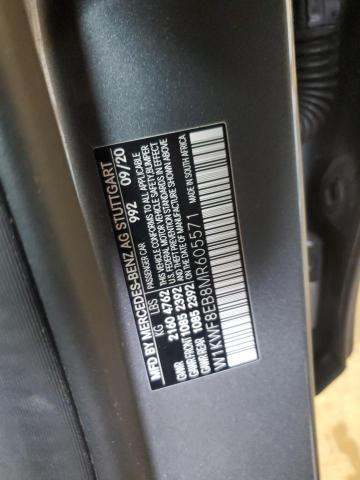 MFD BY MERCEDES-BENZ AG STUTTGART
PASSENGER CAR 992 09/20
KG LBS
GVWR 2160 4762
GAWR FRONT 1085 2392
GAWR REAR 1085 2392
THIS VEHICLE CONFORMS TO ALL APPLICABLE
U.S. FEDERAL MOTOR VEHICLE SAFETY, BUMPER
AND THEFT PREVENTION STANDARDS IN EFFECT ON
THE DATE OF MANUFACTURE SHOWN ABOVE
W1KWF8EB8MR605571
MADE IN SOUTH AFRICA